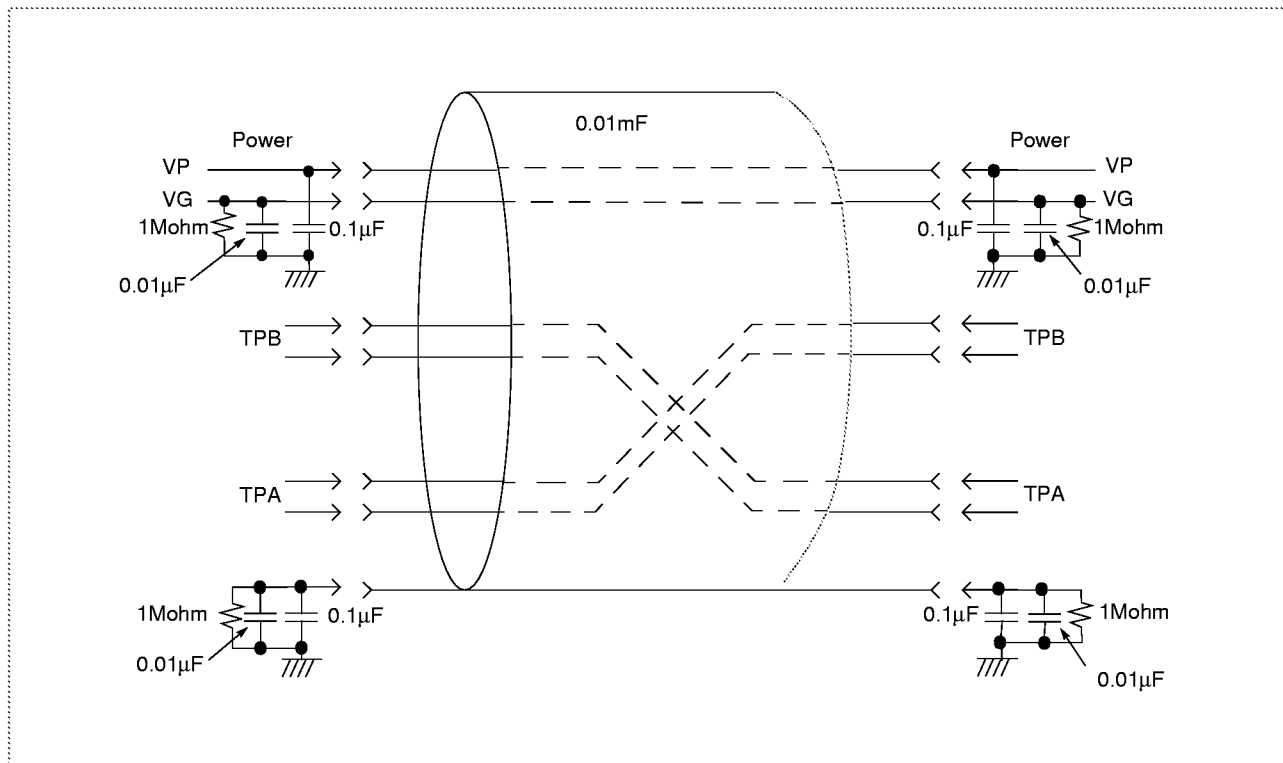 0.01mF
Power
Power
VP
VP
VG
VG
1Mohm
0.1µF
0.1µF
1Mohm
0.01µF
0.01µF
TPB
TPB
TPA
TPA
1Mohm
0.1µF
0.1µF
1Mohm
0.01µF
0.01µF